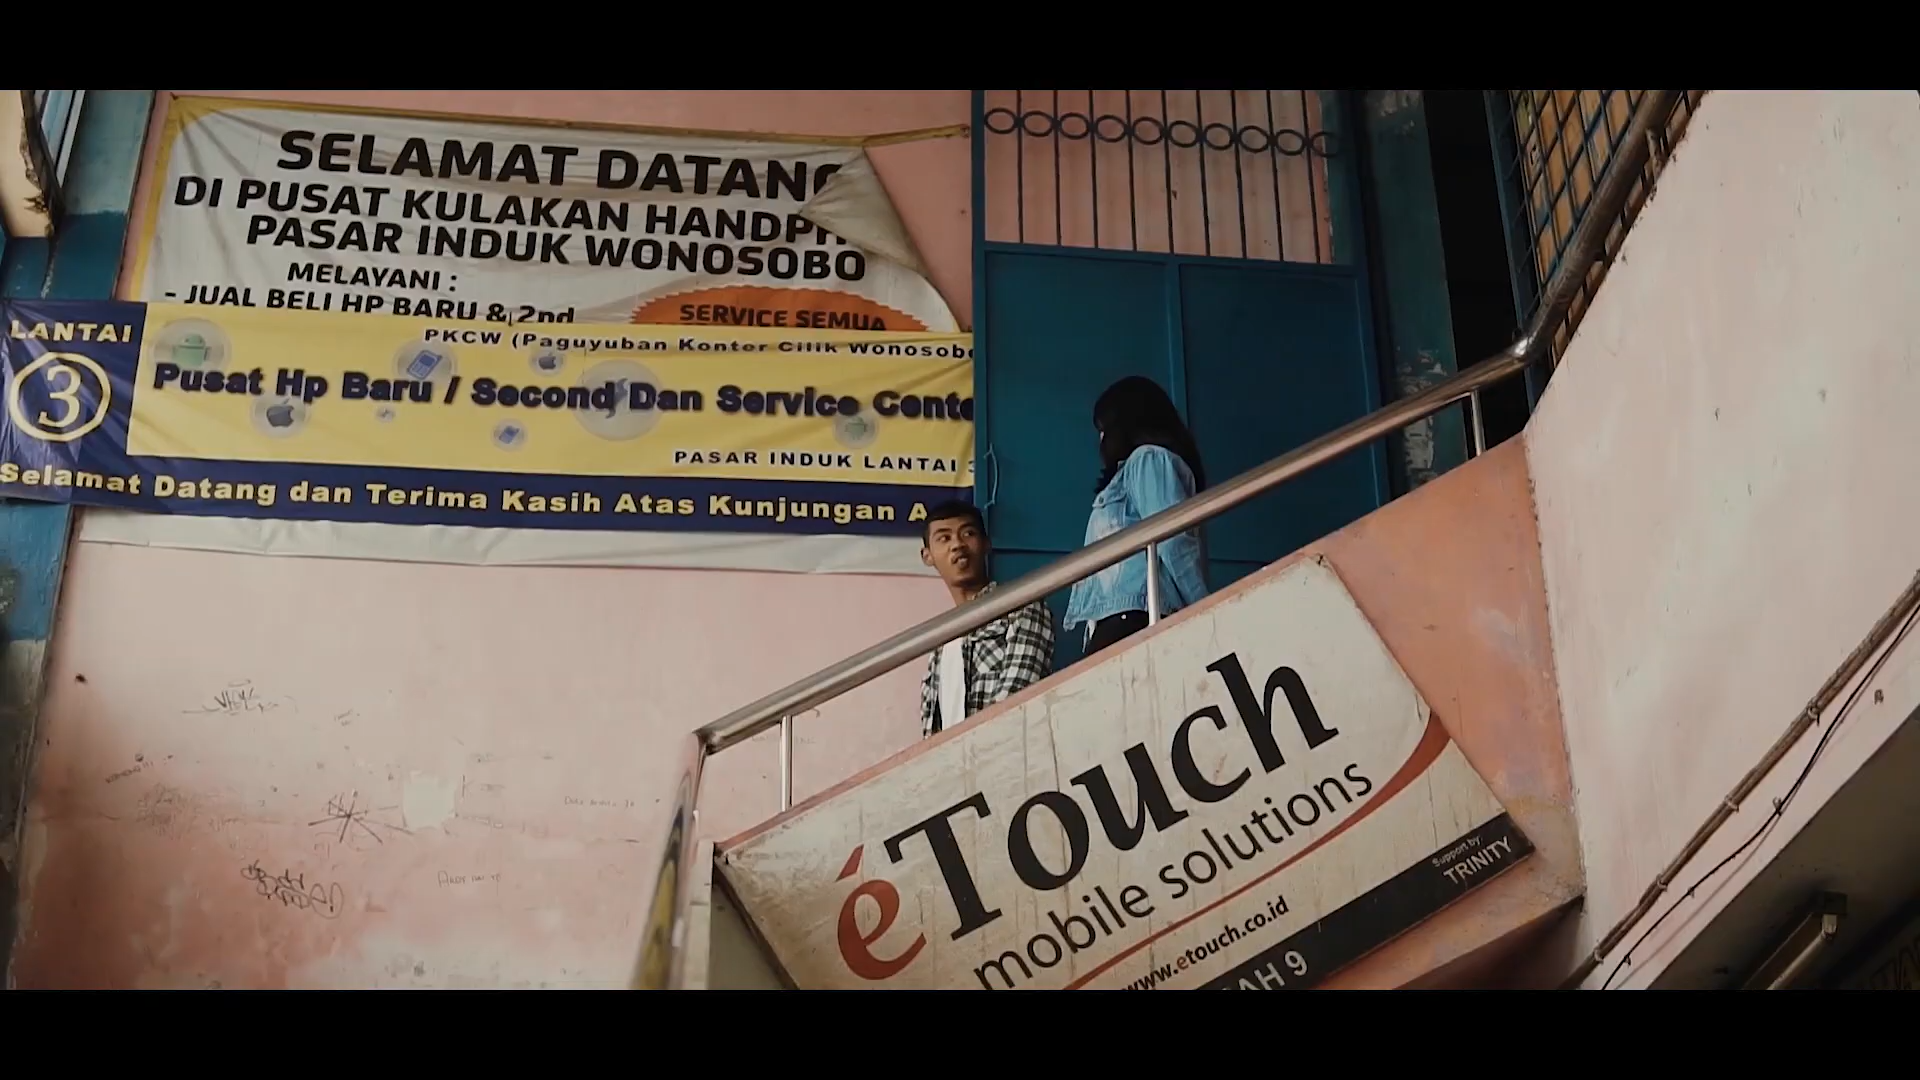 SELAMAT DATANG
DI PUSAT KULAKAN HANDPH
PASAR INDUK WONOSOBO
MELAYANI :
- JUAL BELI HP BARU & 2nd
SERVICE SEMUA
LANTAI
3
PKCW (Paguyuban Konter Cilik Wonosobo
Pusat Hp Baru / Second Dan Service Cente
PASAR INDUK LANTAI 3
Selamat Datang dan Terima Kasih Atas Kunjungan A
éTouch
mobile solutions
www.etouch.co.id
Support by:
TRINITY
AH 9